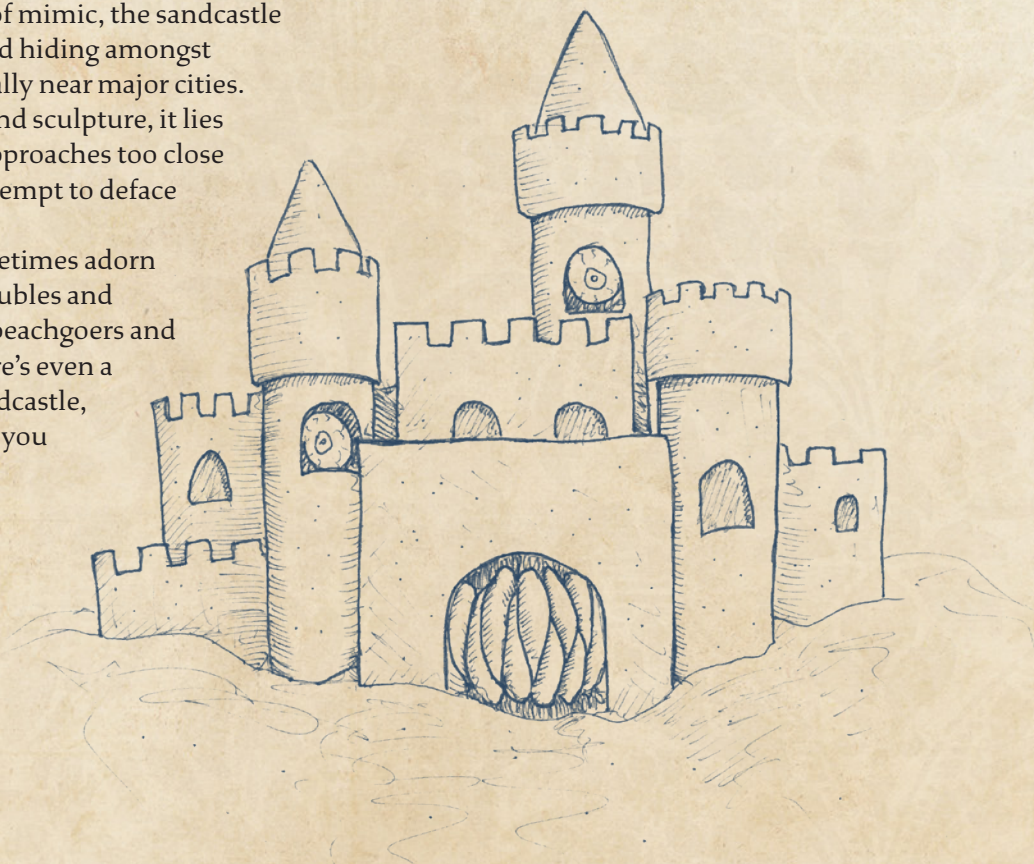 of mimic, the sandcastle
d hiding amongst
ally near major cities.
nd sculpture, it lies
pproaches too close
tempt to deface
etimes adorn
ubles and
beachgoers and
re’s even a
dcastle,
you